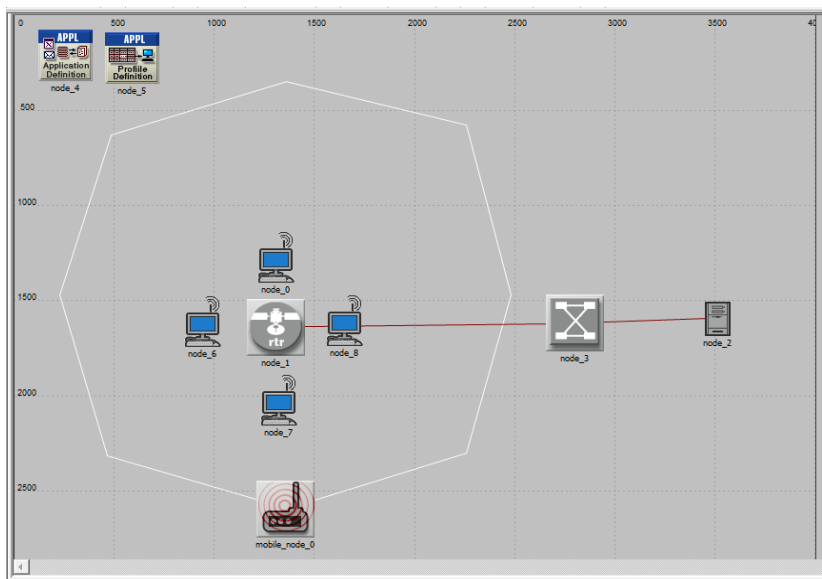 0 500 1000 1500 2000 2500 3000 3500 40
APPL APPL
Application Profile
Definition Definition
node_4 node_5
500
1000
node_0
1500
rtr
node_6 node_1 node_8 node_3 node_2
2000
node_7
2500
mobile_node_0